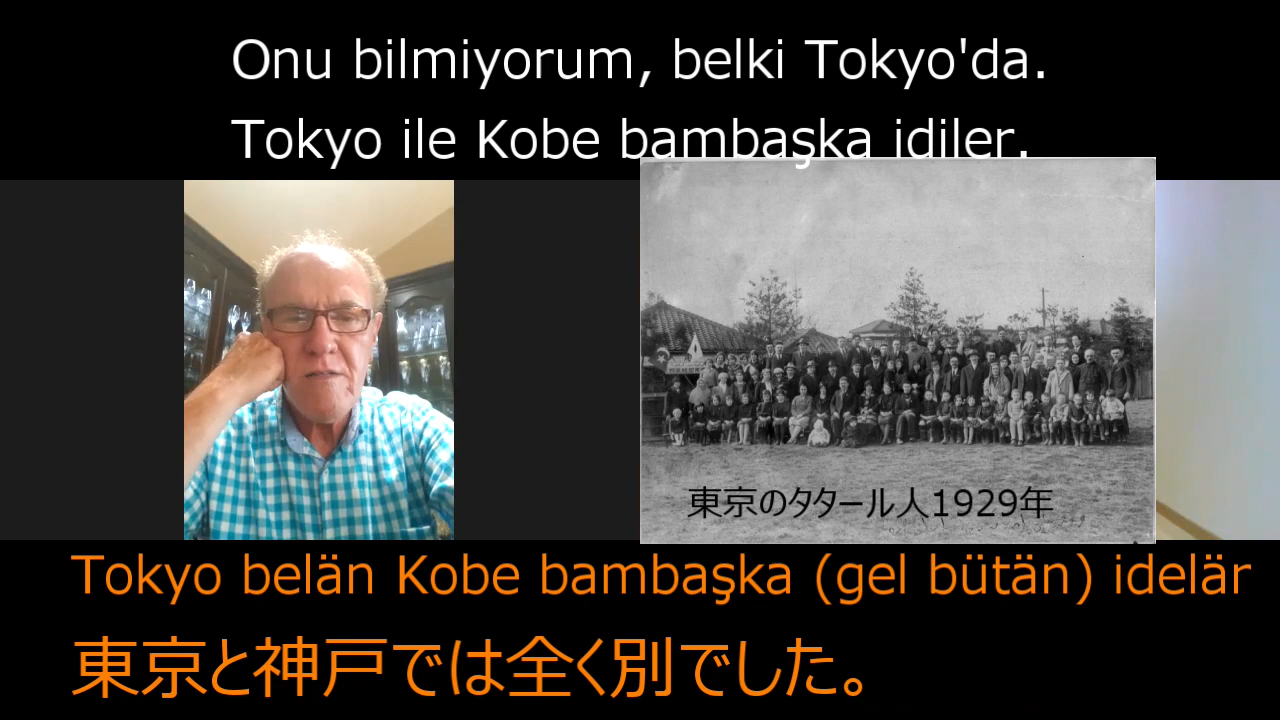 Onu bilmiyorum, belki Tokyo'da.
Tokyo ile Kobe bambaşka idiler.
東京のタタール人1929年
Tokyo belän Kobe bambaşka (gel bütän) idelär
東京と神戸では全く別でした。